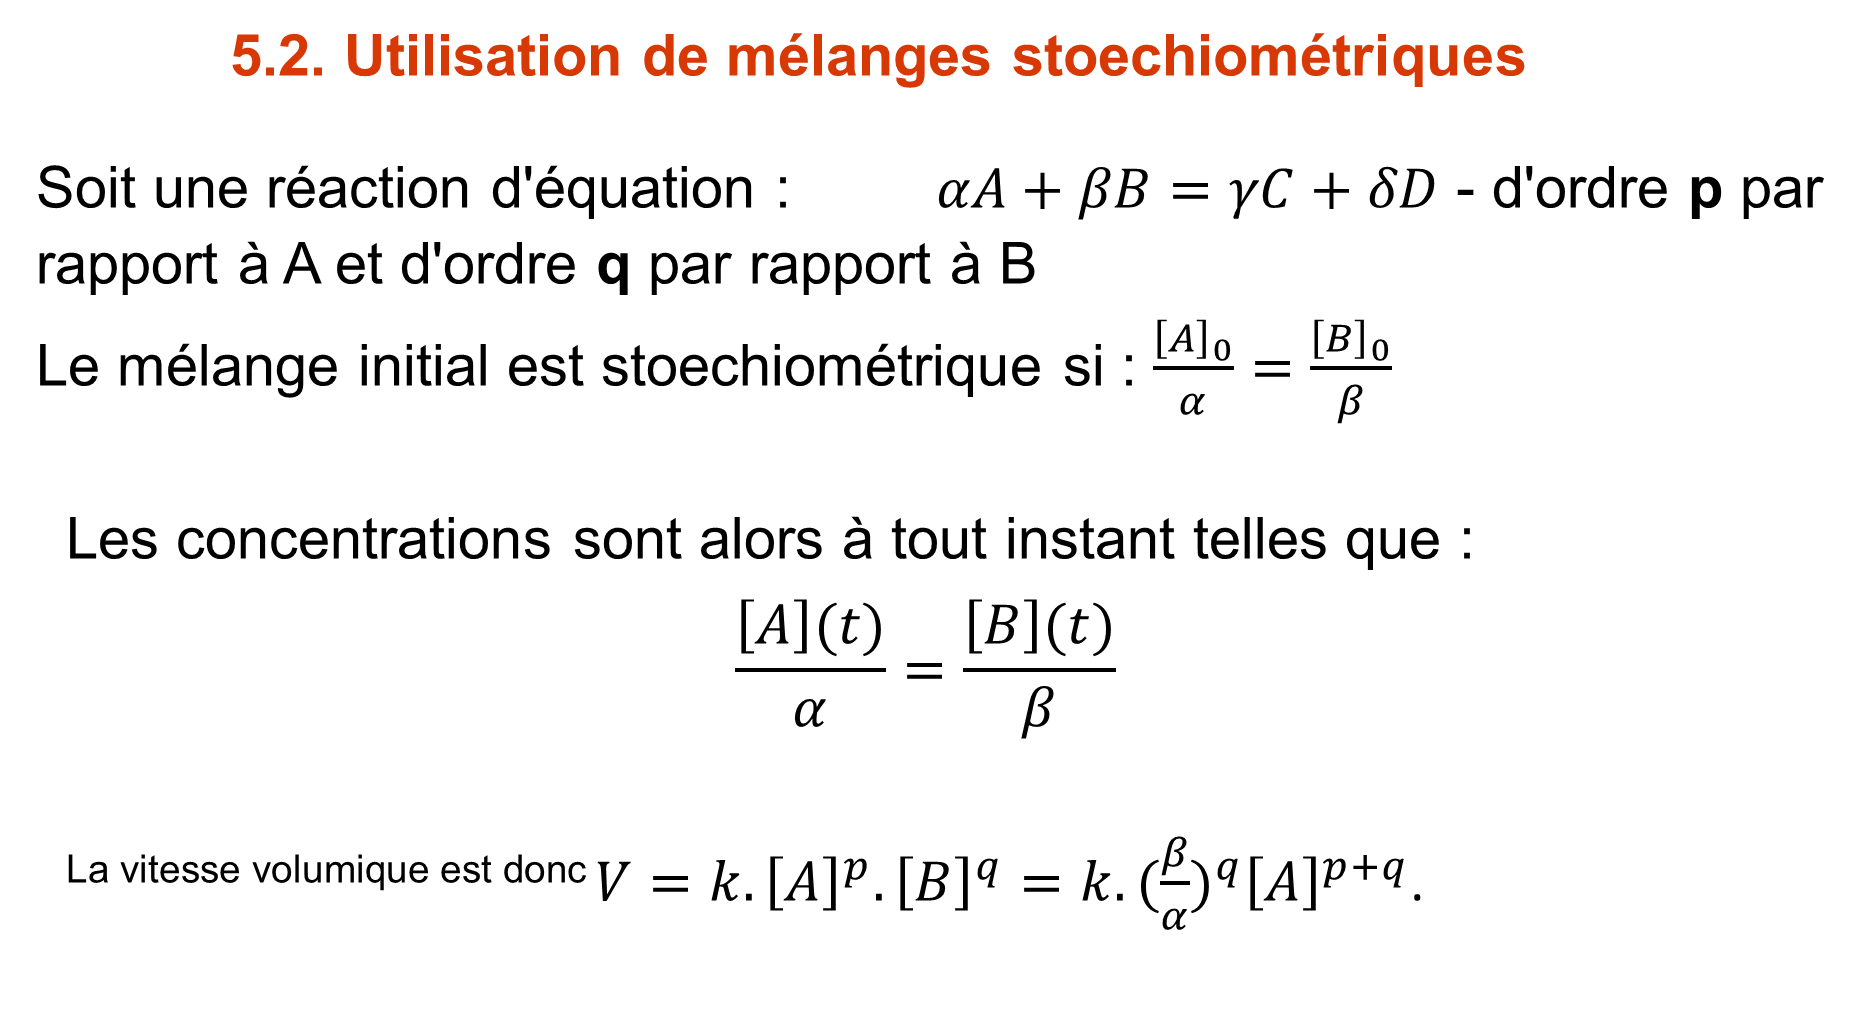 5.2. Utilisation de mélanges stoechiométriques
Soit une réaction d'équation : αA + βB = γC + δD - d'ordre p par
rapport à A et d'ordre q par rapport à B
Le mélange initial est stoechiométrique si : [A]₀/α = [B]₀/β
Les concentrations sont alors à tout instant telles que :
[A](t)/α = [B](t)/β
La vitesse volumique est donc V = k.[A]^p.[B]^q = k.(β/α)^q[A]^{p+q}.